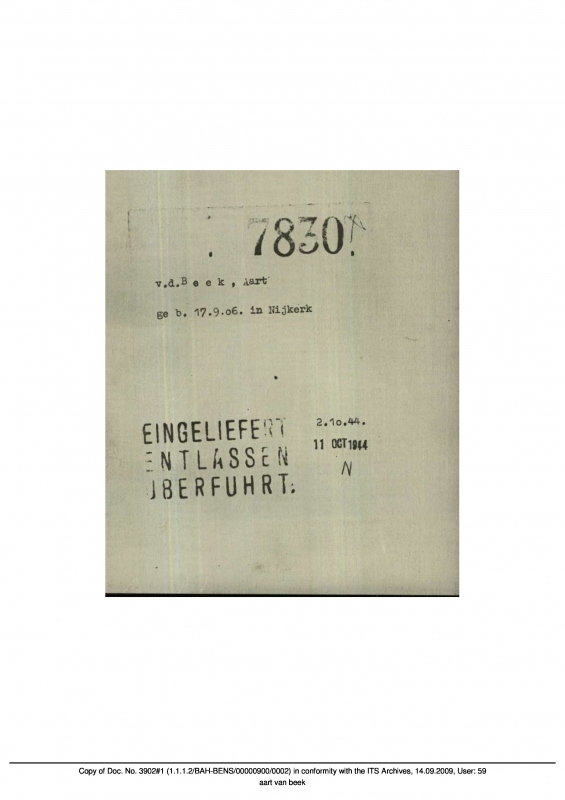 7830.
v.d.B e e k , Aart
ge b. 17.9.06. in Nijkerk
EINGELIEFERT 2.10.44.
ENTLASSEN 11 OCT 1944
ÜBERFUHRT: N
Copy of Doc. No. 3902#1 (1.1.1.2/BAH-BENS/00000900/0002) in conformity with the ITS Archives, 14.09.2009, User: 59
aart van beek